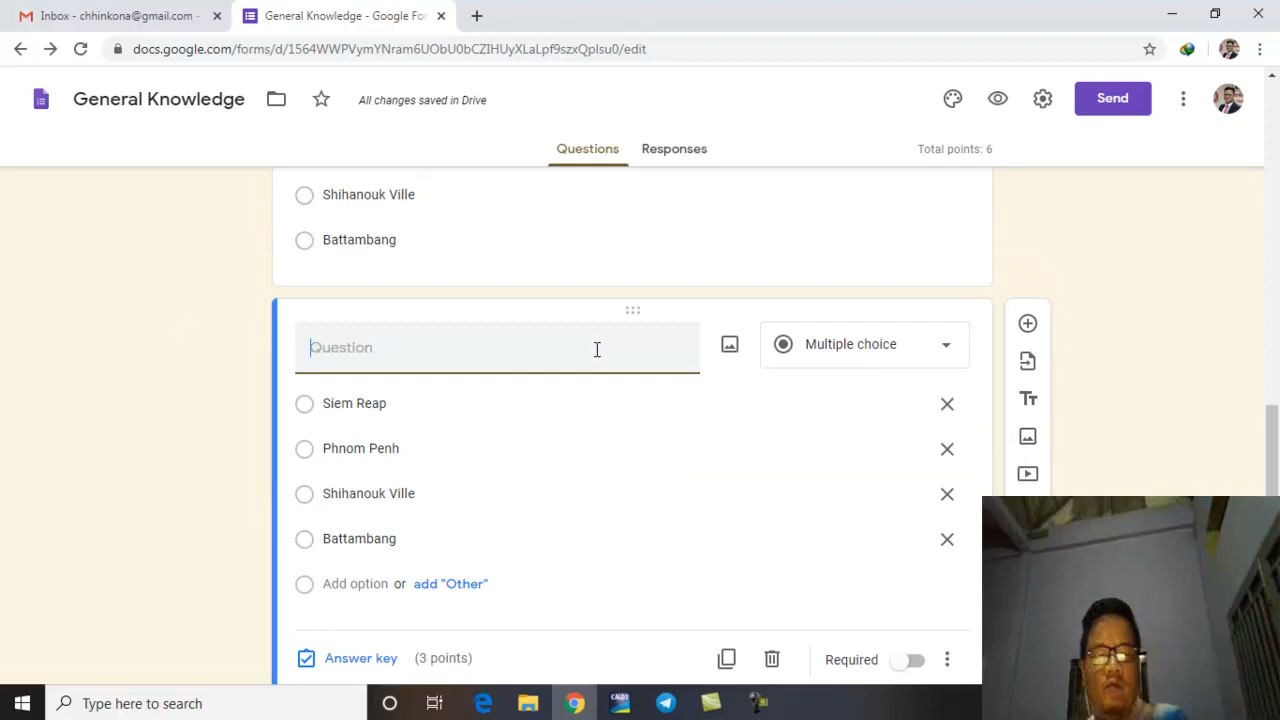 Inbox - chhinkona@gmail.com -
General Knowledge - Google For
docs.google.com/forms/d/1564WWPVymYNram6UObU0bCZIHUyXLaLpf9szxQpIsu0/edit
General Knowledge
All changes saved in Drive
Send
Questions
Responses
Total points: 6
Shihanouk Ville
Battambang
Question
Multiple choice
Siem Reap
Phnom Penh
Shihanouk Ville
Battambang
Add option or add "Other"
Answer key
(3 points)
Required
Type here to search